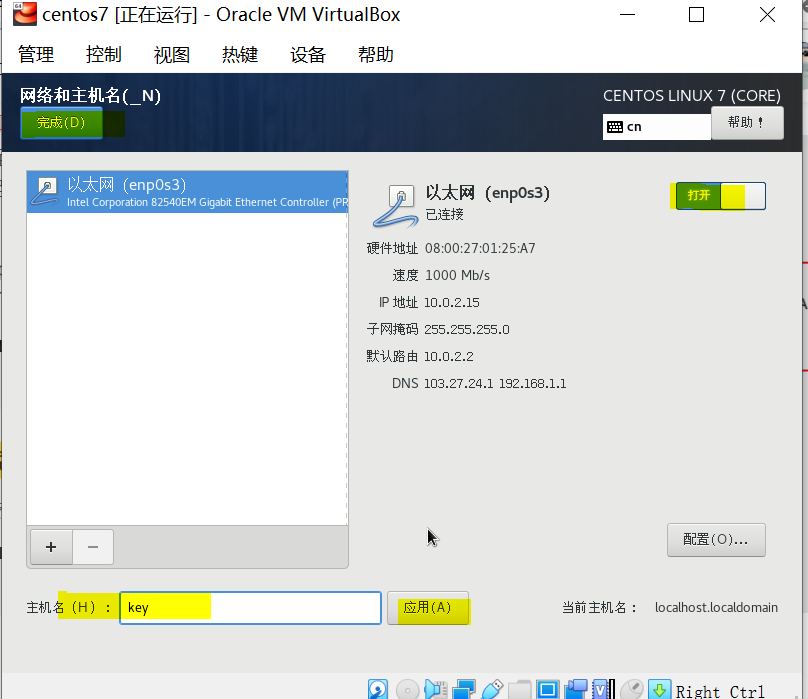 centos7 [正在运行] - Oracle VM VirtualBox
管理 控制 视图 热键 设备 帮助
网络和主机名(_N)
CENTOS LINUX 7 (CORE)
完成(D)
cn
帮助！
以太网（enp0s3）
Intel Corporation 82540EM Gigabit Ethernet Controller (PR
以太网（enp0s3）
已连接
打开
硬件地址 08:00:27:01:25:A7
速度 1000 Mb/s
IP 地址 10.0.2.15
子网掩码 255.255.255.0
默认路由 10.0.2.2
DNS 103.27.24.1 192.168.1.1
+ −
配置(O)...
主机名（H）： key
应用(A)
当前主机名： localhost.localdomain
Right Ctrl